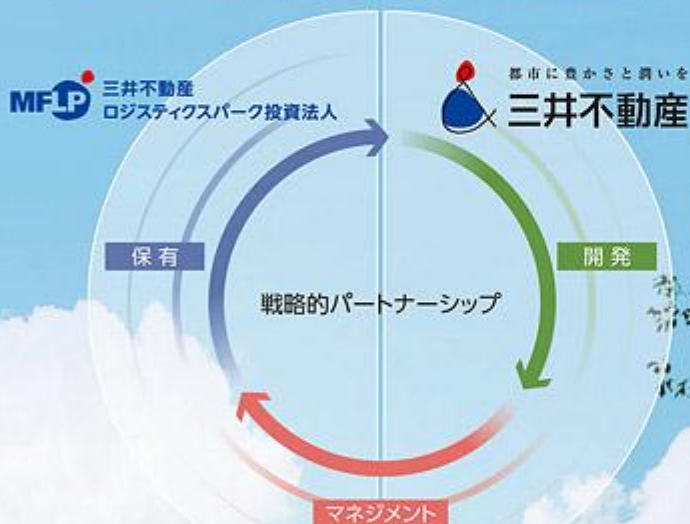 MFLP
三井不動産
ロジスティクスパーク投資法人
都市に豊かさと潤いを
三井不動産
保有
開発
戦略的パートナーシップ
マネジメント